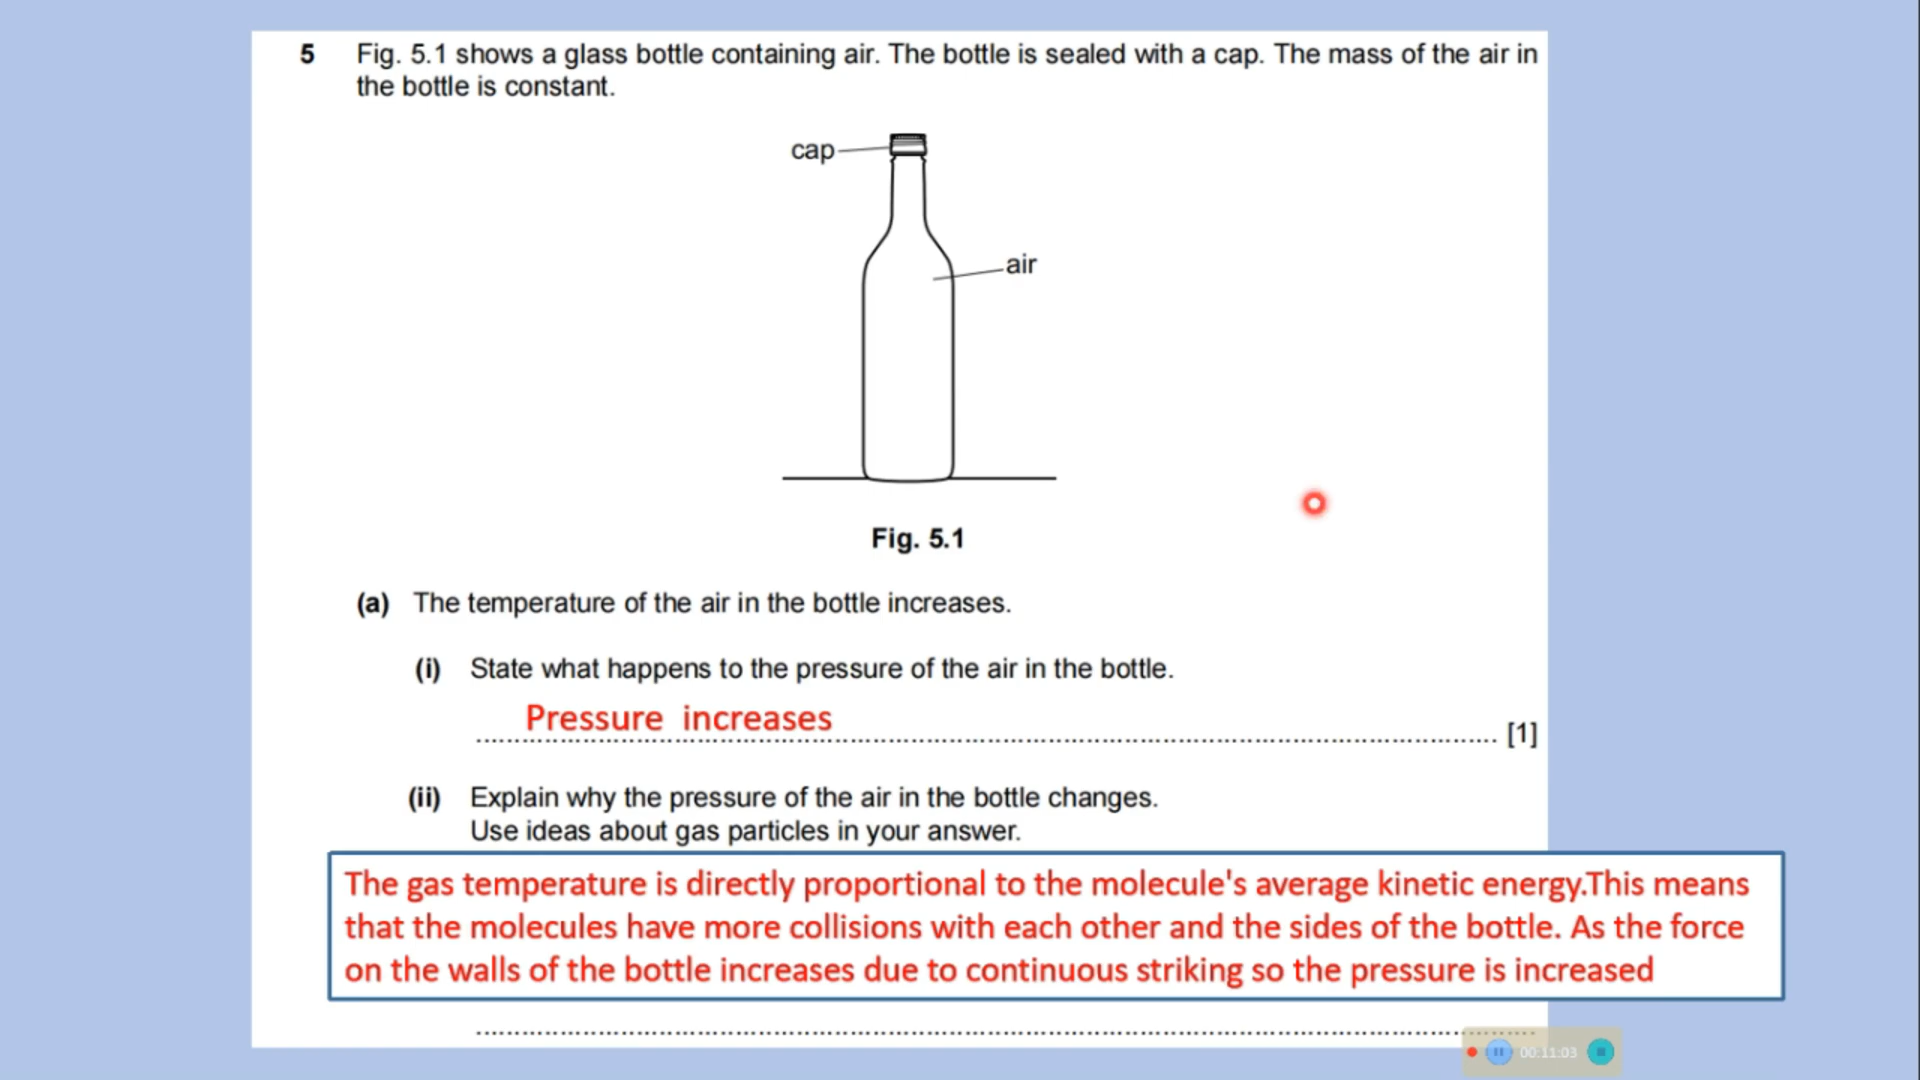 5 Fig. 5.1 shows a glass bottle containing air. The bottle is sealed with a cap. The mass of the air in
the bottle is constant.
cap
air
Fig. 5.1
(a) The temperature of the air in the bottle increases.
(i) State what happens to the pressure of the air in the bottle.
Pressure increases
[1]
(ii) Explain why the pressure of the air in the bottle changes.
Use ideas about gas particles in your answer.
The gas temperature is directly proportional to the molecule's average kinetic energy.This means
that the molecules have more collisions with each other and the sides of the bottle. As the force
on the walls of the bottle increases due to continuous striking so the pressure is increased
00:11:03